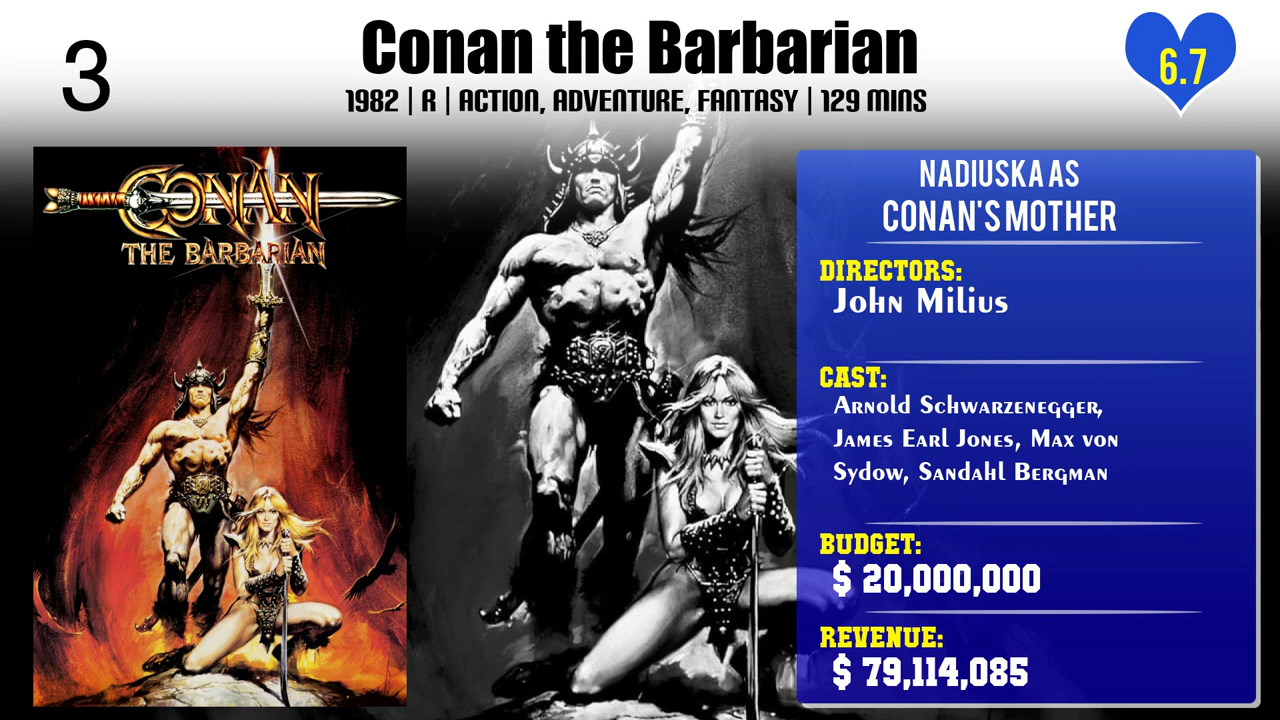 3
Conan the Barbarian
1982 | R | ACTION, ADVENTURE, FANTASY | 129 MINS
6.7
CONAN
THE BARBARIAN
NADIUSKA AS
CONAN'S MOTHER
DIRECTORS:
John Milius
CAST:
Arnold Schwarzenegger,
James Earl Jones, Max von
Sydow, Sandahl Bergman
BUDGET:
$ 20,000,000
REVENUE:
$ 79,114,085